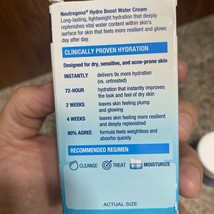 Neutrogena® Hydro Boost Water Cream
Long-lasting, lightweight hydration that deeply
replenishes vital water content within skin's
surface for skin that feels more resilient and glows
day after day.
CLINICALLY PROVEN HYDRATION
Designed for dry, sensitive, and acne-prone skin
INSTANTLY delivers 9x more hydration
(vs. untreated)
72-HOUR hydration that instantly improves
the look and feel of dry skin
2 WEEKS leaves skin feeling plump and
glowing
4 WEEKS leaves skin feeling more resilient and
deeply hydrated
90% AGREE formula feels weightless and
absorbs quickly
RECOMMENDED REGIMEN
CLEANSE TREAT MOISTURIZE
ACTUAL SIZE